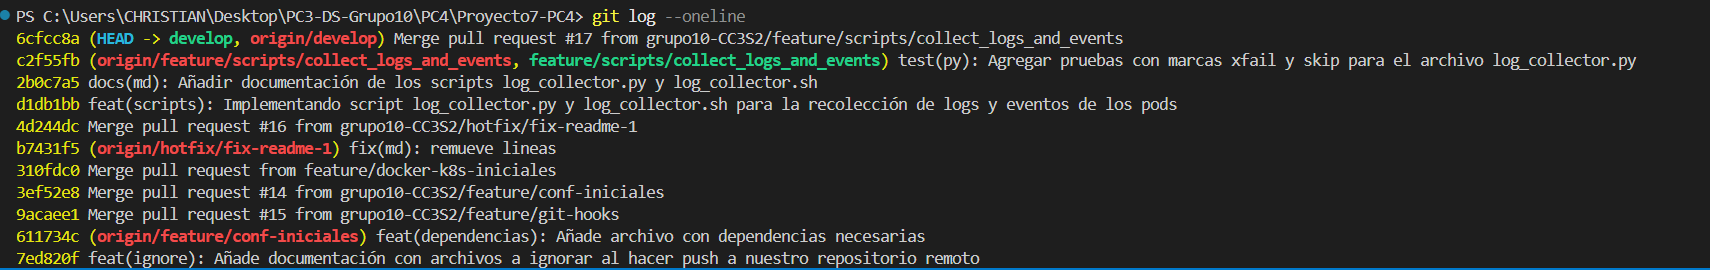 PS C:\Users\CHRISTIAN\Desktop\PC3-DS-Grupo10\PC4\Proyecto7-PC4> git log --oneline
6cfcc8a (HEAD -> develop, origin/develop) Merge pull request #17 from grupo10-CC3S2/feature/scripts/collect_logs_and_events
c2f55fb (origin/feature/scripts/collect_logs_and_events, feature/scripts/collect_logs_and_events) test(py): Agregar pruebas con marcas xfail y skip para el archivo log_collector.py
2b0c7a5 docs(md): Añadir documentación de los scripts log_collector.py y log_collector.sh
d1db1bb feat(scripts): Implementando script log_collector.py y log_collector.sh para la recolección de logs y eventos de los pods
4d244dc Merge pull request #16 from grupo10-CC3S2/hotfix/fix-readme-1
b7431f5 (origin/hotfix/fix-readme-1) fix(md): remueve lineas
310fdc0 Merge pull request from feature/docker-k8s-iniciales
3ef52e8 Merge pull request #14 from grupo10-CC3S2/feature/conf-iniciales
9acaee1 Merge pull request #15 from grupo10-CC3S2/feature/git-hooks
611734c (origin/feature/conf-iniciales) feat(dependencias): Añade archivo con dependencias necesarias
7ed820f feat(ignore): Añade documentación con archivos a ignorar al hacer push a nuestro repositorio remoto